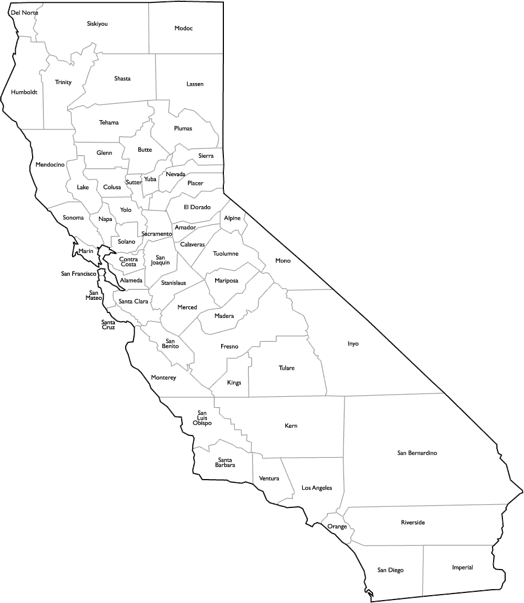 Del Norte
Siskiyou
Modoc
Humboldt
Trinity
Shasta
Lassen
Tehama
Plumas
Mendocino
Glenn
Butte
Sierra
Lake
Colusa
Sutter
Yuba
Nevada
Placer
Sonoma
Napa
Yolo
El Dorado
Alpine
Sacramento
Amador
Solano
Calaveras
Marin
Contra
Costa
San
Joaquin
Tuolumne
Mono
San Francisco
Alameda
Stanislaus
Mariposa
San
Mateo
Santa Clara
Merced
Madera
Santa
Cruz
San
Benito
Fresno
Inyo
Monterey
Kings
Tulare
San
Luis
Obispo
Kern
San Bernardino
Santa
Barbara
Ventura
Los Angeles
Orange
Riverside
San Diego
Imperial